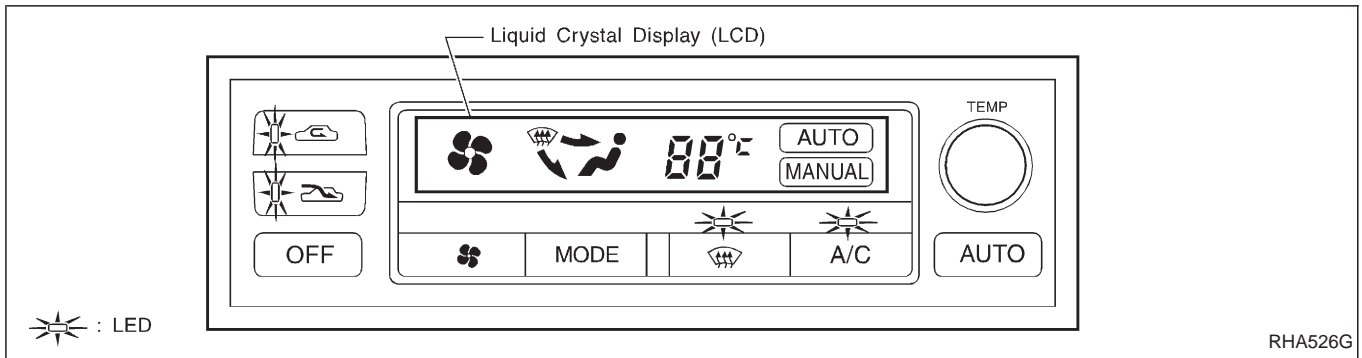 Liquid Crystal Display (LCD)
TEMP
88°C
AUTO
MANUAL
OFF
MODE
A/C
AUTO
: LED
RHA526G